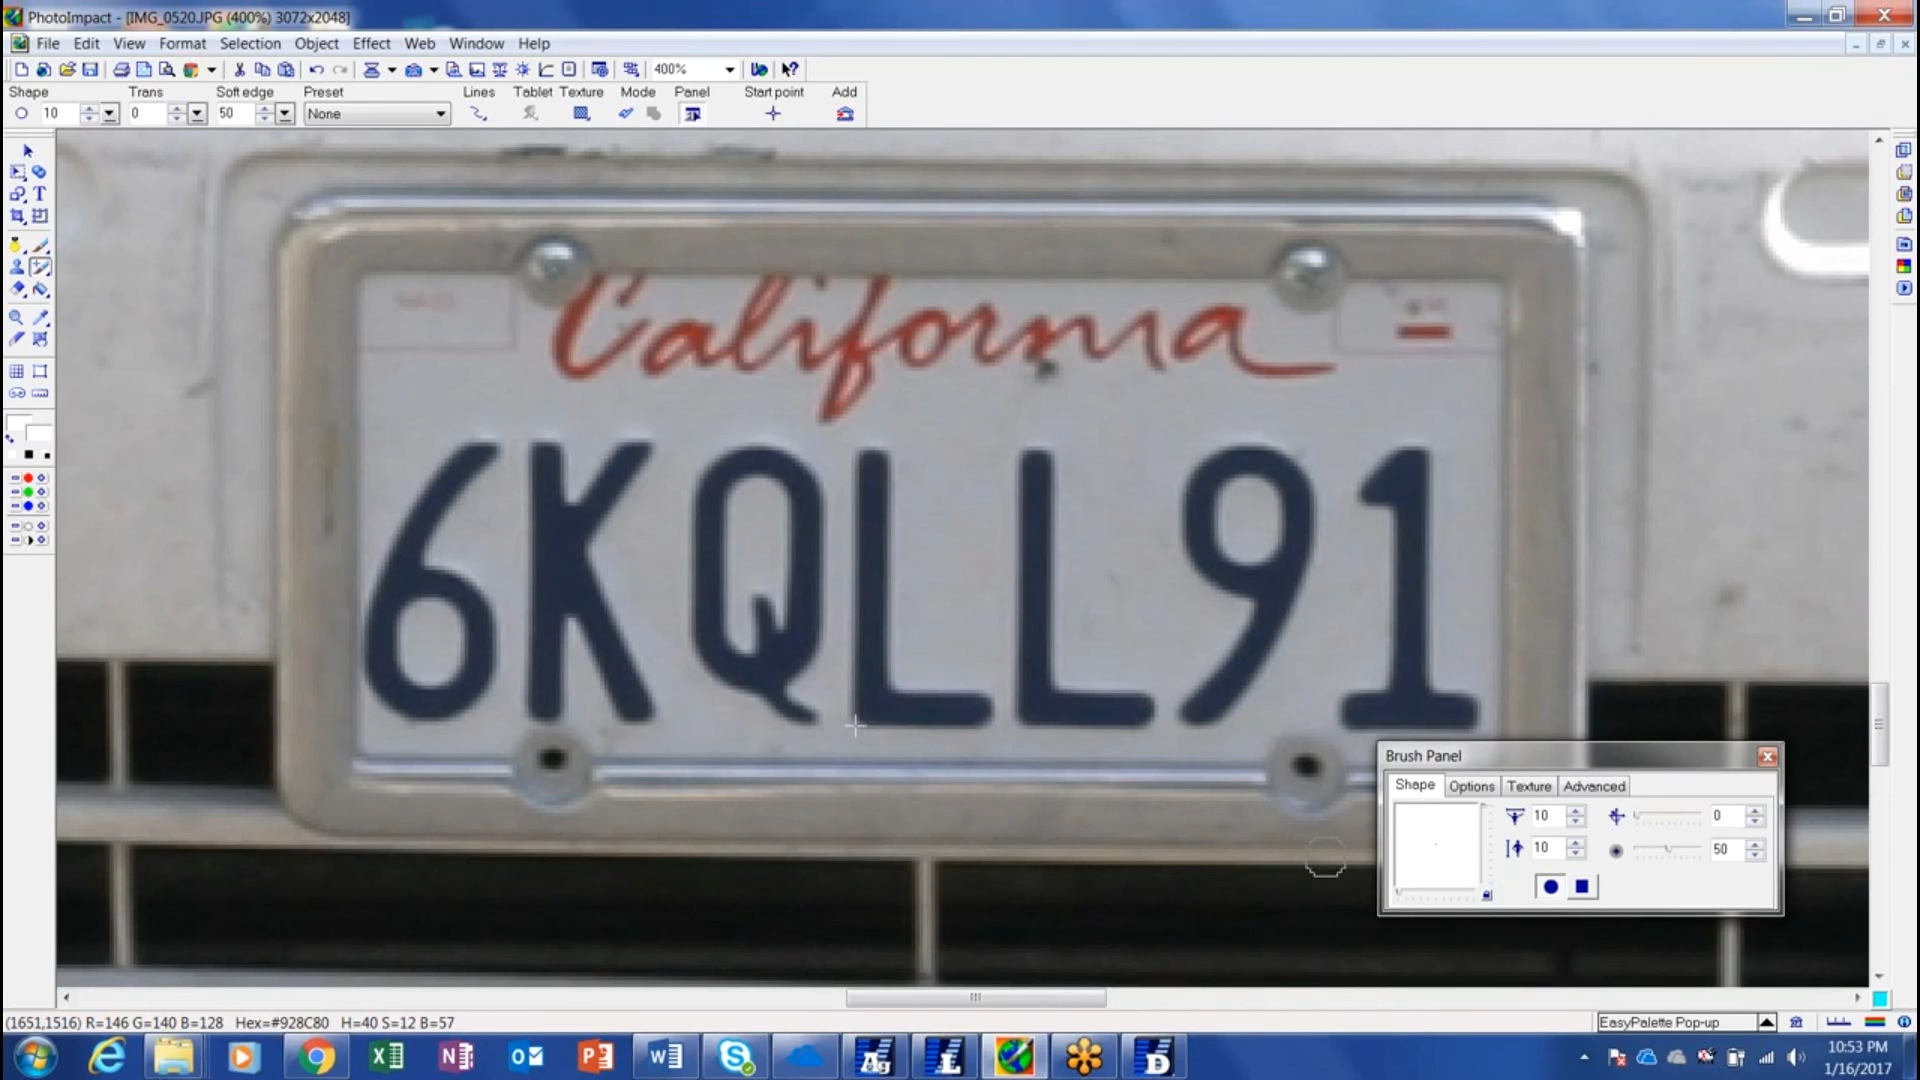 PhotoImpact - [IMG_0520.JPG (400%) 3072x2048]
File Edit View Format Selection Object Effect Web Window Help
400%
Shape Trans Soft edge Preset Lines Tablet Texture Mode Panel Start point Add
10 0 50 None
California
6KQLL91
Brush Panel
Shape Options Texture Advanced
10 0
10 50
(1651,1516) R=146 G=140 B=128 Hex=#928C80 H=40 S=12 B=57
EasyPalette Pop-up
10:53 PM
1/16/2017